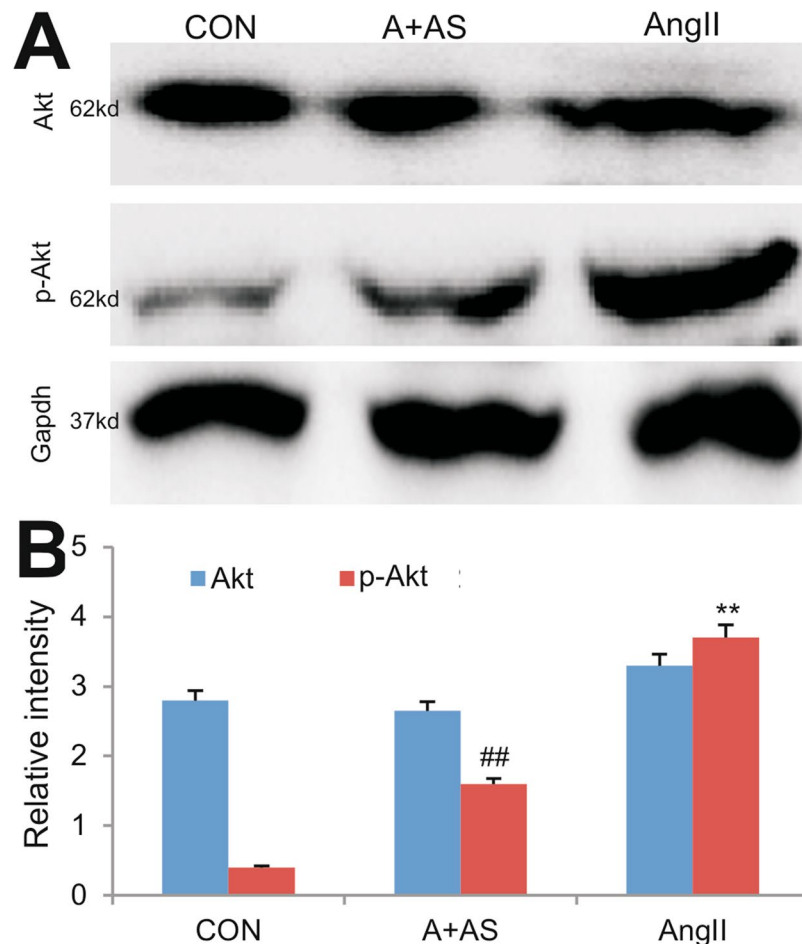 A
CON A+AS AngII
Akt 62kd
p-Akt 62kd
Gapdh 37kd
B
Relative intensity
5
4
3
2
1
0
Akt p-Akt :
**
##
CON A+AS AngII